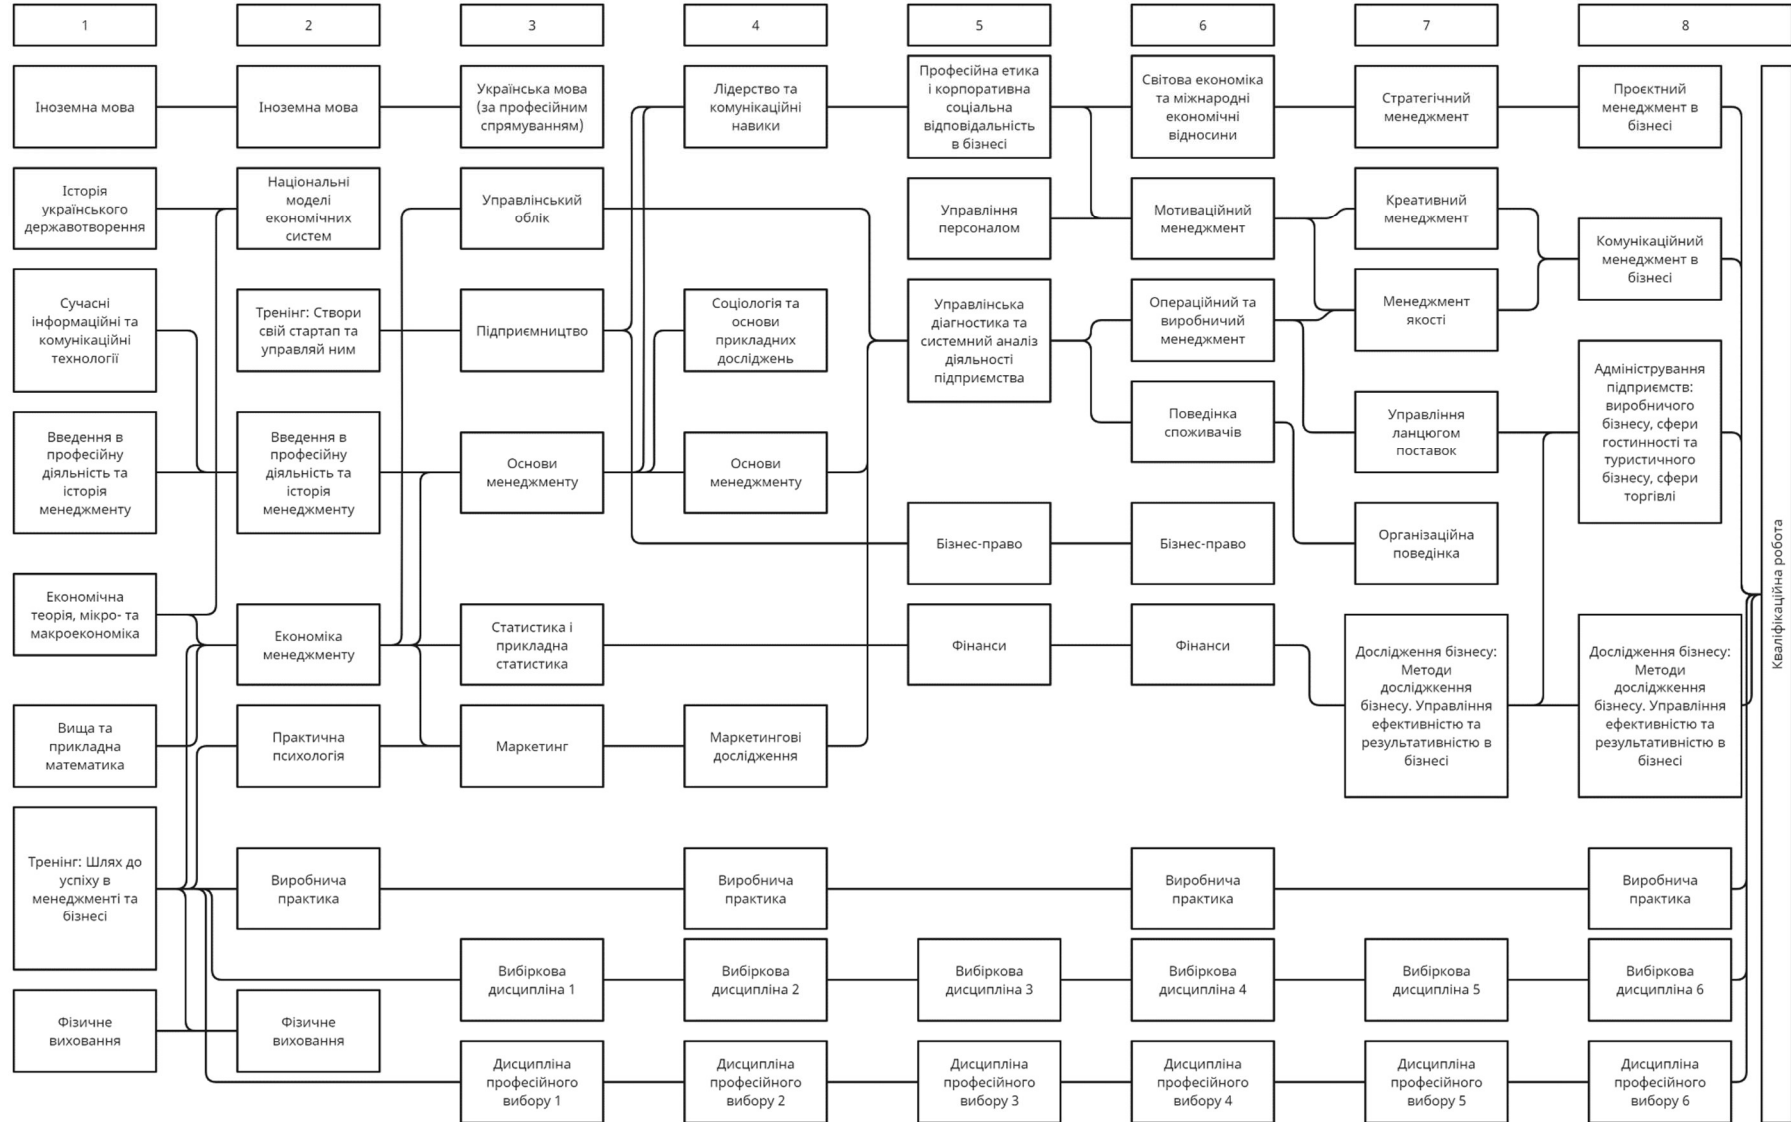 1
2
3
4
5
6
7
8
Іноземна мова
Іноземна мова
Українська мова
(за професійним
спрямуванням)
Лідерство та
комунікаційні
навики
Професійна етика
і корпоративна
соціальна
відповідальність
в бізнесі
Світова економіка
та міжнародні
економічні
відносини
Стратегічний
менеджмент
Проєктний
менеджмент в
бізнесі
Історія
українського
державотворення
Національні
моделі
економічних
систем
Управлінський
облік
Управління
персоналом
Мотиваційний
менеджмент
Креативний
менеджмент
Комунікаційний
менеджмент в
бізнесі
Сучасні
інформаційні та
комунікаційні
технології
Тренінг: Створи
свій стартап та
управляй ним
Підприємництво
Соціологія та
основи
прикладних
досліджень
Управлінська
діагностика та
системний аналіз
діяльності
підприємства
Операційний та
виробничий
менеджмент
Менеджмент
якості
Адміністрування
підприємств:
виробничого
бізнесу, сфери
гостинності та
туристичного
бізнесу, сфери
торгівлі
Введення в
професійну
діяльність та
історія
менеджменту
Введення в
професійну
діяльність та
історія
менеджменту
Основи
менеджменту
Основи
менеджменту
Поведінка
споживачів
Управління
ланцюгом
поставок
Бізнес-право
Бізнес-право
Організаційна
поведінка
Економічна
теорія, мікро- та
макроекономіка
Економіка
менеджменту
Статистика і
прикладна
статистика
Фінанси
Фінанси
Дослідження бізнесу:
Методи
дослідження
бізнесу. Управління
ефективністю та
результативністю в
бізнесі
Дослідження бізнесу:
Методи
дослідження
бізнесу. Управління
ефективністю та
результативністю в
бізнесі
Кваліфікаційна робота
Вища та
прикладна
математика
Практична
психологія
Маркетинг
Маркетингові
дослідження
Тренінг: Шлях до
успіху в
менеджменті та
бізнесі
Виробнича
практика
Виробнича
практика
Виробнича
практика
Виробнича
практика
Вибіркова
дисципліна 1
Вибіркова
дисципліна 2
Вибіркова
дисципліна 3
Вибіркова
дисципліна 4
Вибіркова
дисципліна 5
Вибіркова
дисципліна 6
Фізичне
виховання
Фізичне
виховання
Дисципліна
професійного
вибору 1
Дисципліна
професійного
вибору 2
Дисципліна
професійного
вибору 3
Дисципліна
професійного
вибору 4
Дисципліна
професійного
вибору 5
Дисципліна
професійного
вибору 6